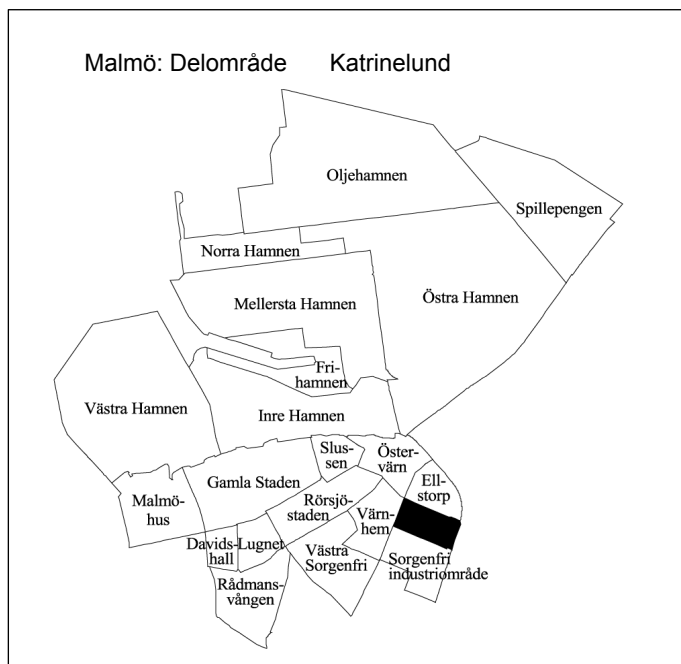 Malmö: Delområde Katrinelund
Oljehamnen
Spillepengen
Norra Hamnen
Mellersta Hamnen
Östra Hamnen
Fri-
hamnen
Västra Hamnen
Inre Hamnen
Slus-
sen
Öster-
värn
Gamla Staden
Ell-
storp
Malmö-
hus
Rörsjö-
staden
Värn-
hem
Davids-
hall
Lugnet
Västra
Sorgenfri
Sorgenfri
industriområde
Rådmans-
vången